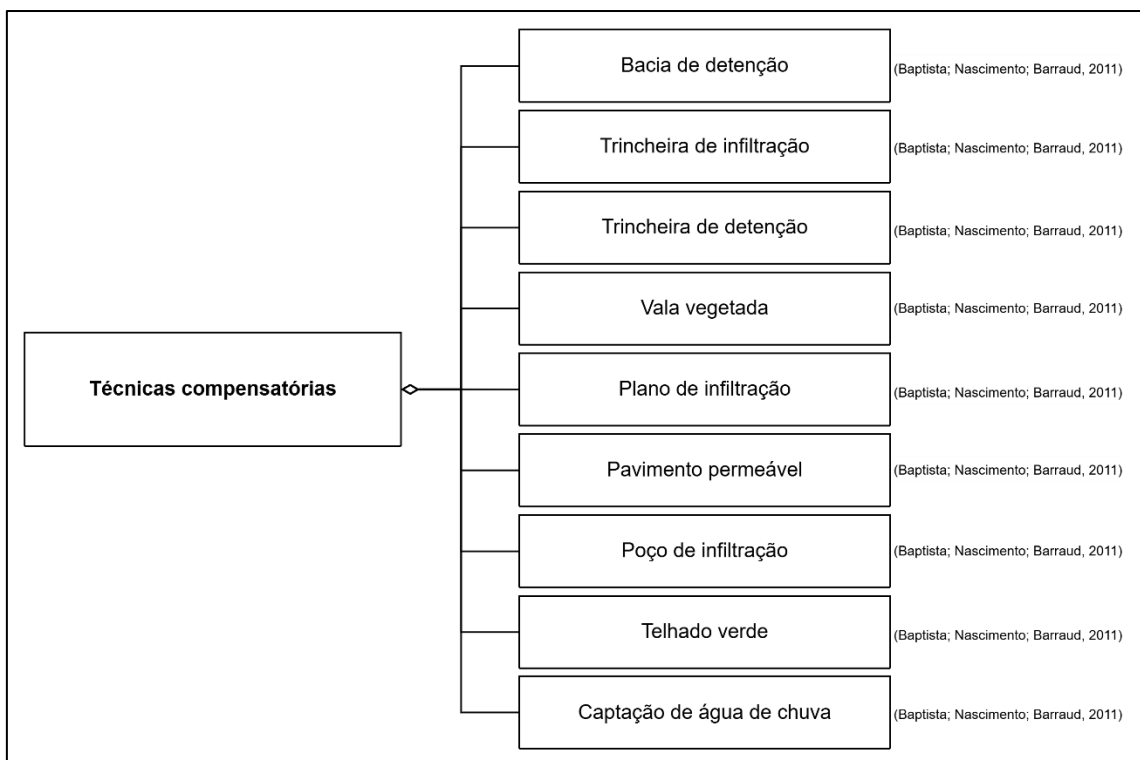 Bacia de detenção
(Baptista; Nascimento; Barraud, 2011)
Trincheira de infiltração
(Baptista; Nascimento; Barraud, 2011)
Trincheira de detenção
(Baptista; Nascimento; Barraud, 2011)
Vala vegetada
(Baptista; Nascimento; Barraud, 2011)
Técnicas compensatórias
Plano de infiltração
(Baptista; Nascimento; Barraud, 2011)
Pavimento permeável
(Baptista; Nascimento; Barraud, 2011)
Poço de infiltração
(Baptista; Nascimento; Barraud, 2011)
Telhado verde
(Baptista; Nascimento; Barraud, 2011)
Captação de água de chuva
(Baptista; Nascimento; Barraud, 2011)